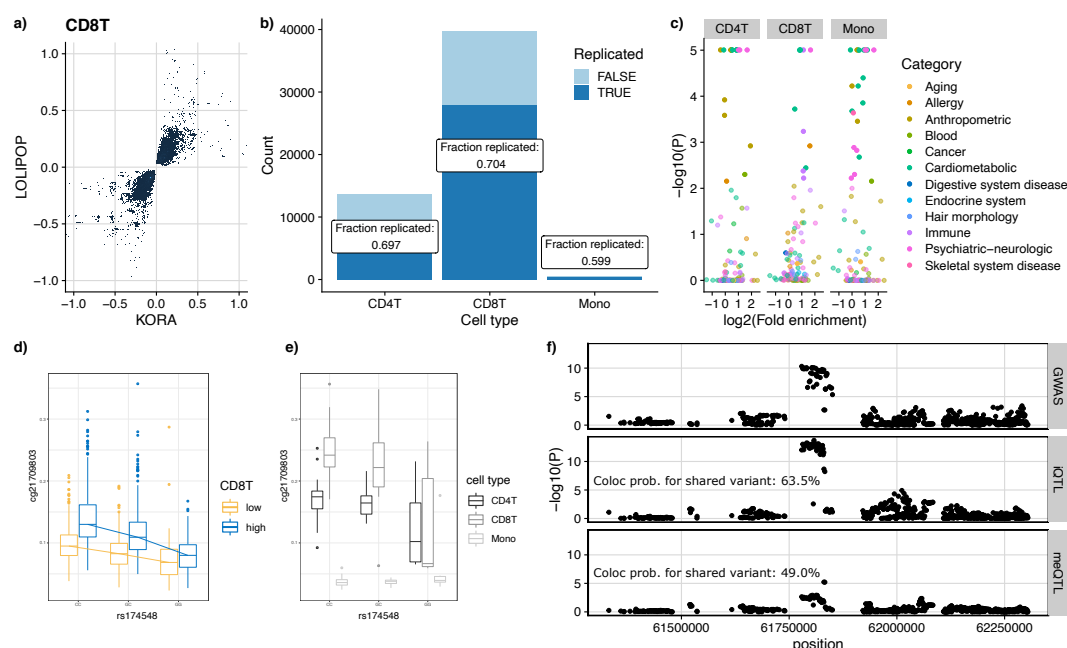 a)
CD8T
LOLIPOP
1.0
0.5
0.0
−0.5
−1.0
−1.0 −0.5 0.0 0.5 1.0
KORA
b)
Count
40000
30000
20000
10000
0
Replicated
FALSE
TRUE
Fraction replicated:
0.697
Fraction replicated:
0.704
Fraction replicated:
0.599
CD4T CD8T Mono
Cell type
c)
CD4T CD8T Mono
−log10(P)
5
4
3
2
1
0
−1 0 1 2 −1 0 1 2 −1 0 1 2
log2(Fold enrichment)
Category
Aging
Allergy
Anthropometric
Blood
Cancer
Cardiometabolic
Digestive system disease
Endocrine system
Hair morphology
Immune
Psychiatric−neurologic
Skeletal system disease
d)
cg21709803
rs174548
CD8T
low
high
e)
cg21709803
rs174548
cell type
CD4T
CD8T
Mono
f)
−log10(P)
10
5
0
GWAS
10
5
0
Coloc prob. for shared variant: 63.5%
iQTL
10
5
0
Coloc prob. for shared variant: 49.0%
meQTL
61500000 61750000 62000000 62250000
position